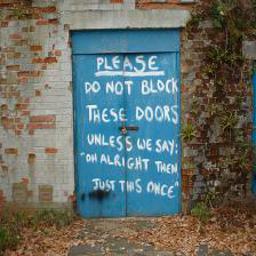 PLEASE
DO NOT BLOCK
THESE DOORS
UNLESS WE SAY:
"OH ALRIGHT THEN
JUST THIS ONCE"